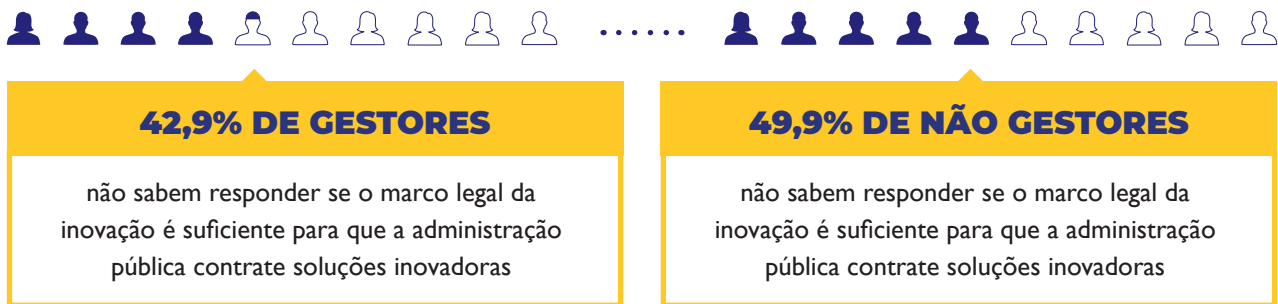 42,9% DE GESTORES
não sabem responder se o marco legal da
inovação é suficiente para que a administração
pública contrate soluções inovadoras
49,9% DE NÃO GESTORES
não sabem responder se o marco legal da
inovação é suficiente para que a administração
pública contrate soluções inovadoras